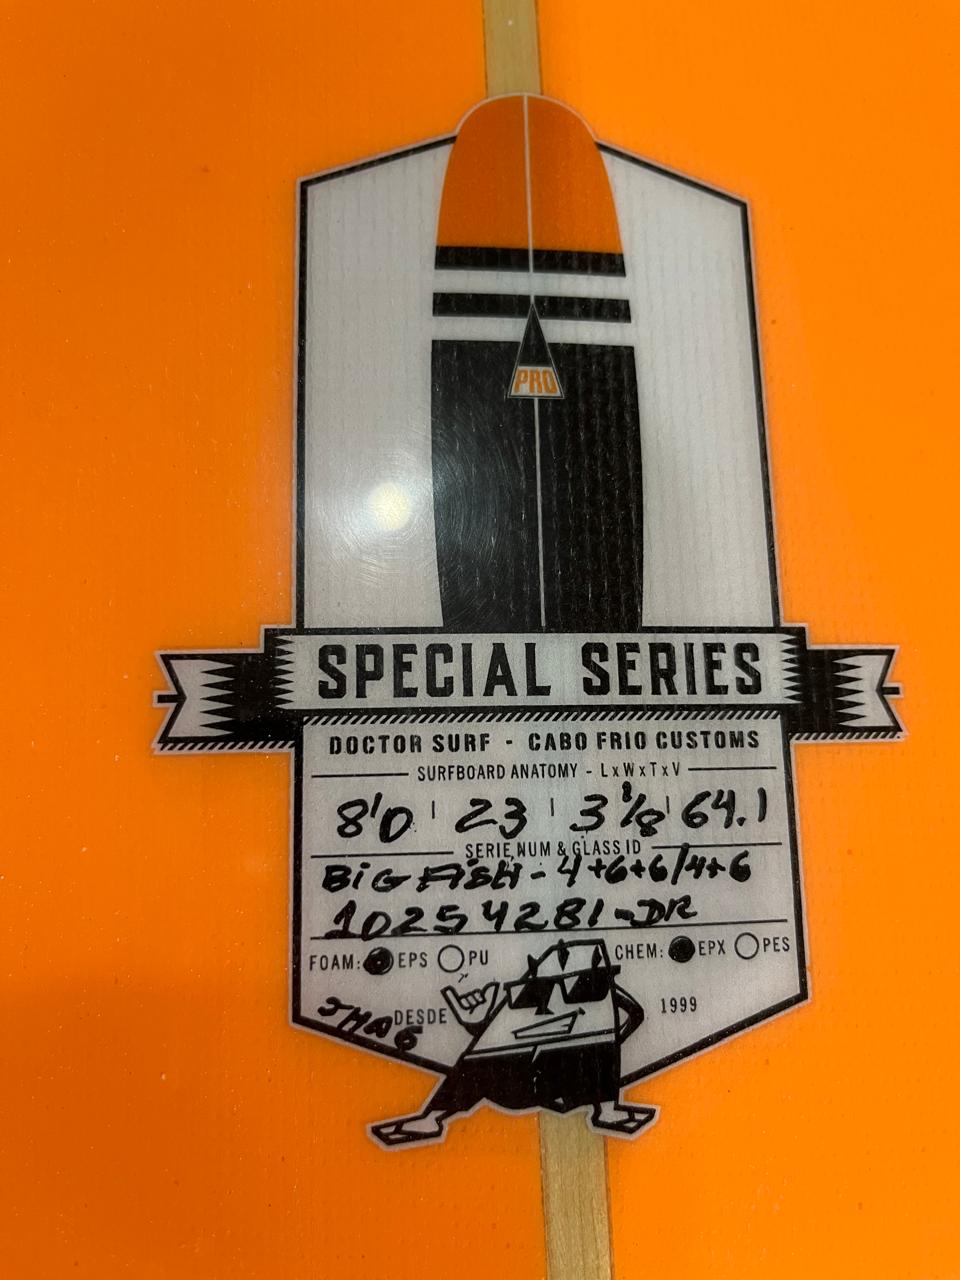 PRO
SPECIAL SERIES
DOCTOR SURF - CABO FRIO CUSTOMS
SURFBOARD ANATOMY - LxWxTxV
8'0 | 23 | 3 1/8 | 64.1
SERIE, NUM & GLASS ID
BiG FiSH - 4+6+6/4+6
10254281-DR
FOAM: EPS PU CHEM: EPX PES
DESDE 1999